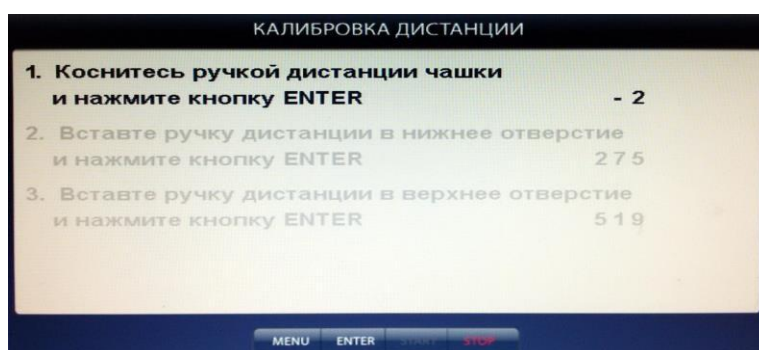 КАЛИБРОВКА ДИСТАНЦИИ
1. Коснитесь ручкой дистанции чашки
и нажмите кнопку ENTER - 2
2. Вставте ручку дистанции в нижнее отверстие
и нажмите кнопку ENTER 275
3. Вставте ручку дистанции в верхнее отверстие
и нажмите кнопку ENTER 519
MENU ENTER START STOP